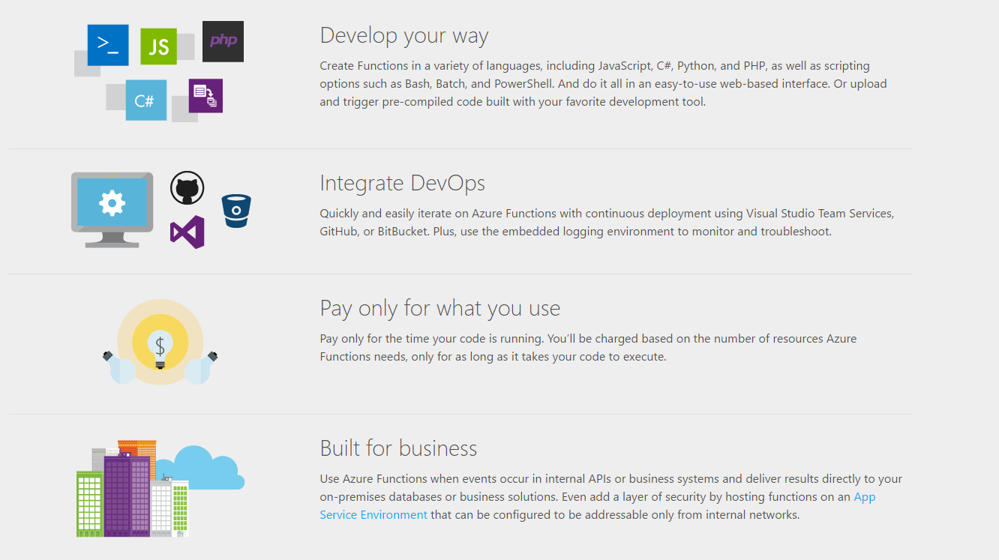 >_
JS
php
C#
Develop your way
Create Functions in a variety of languages, including JavaScript, C#, Python, and PHP, as well as scripting
options such as Bash, Batch, and PowerShell. And do it all in an easy-to-use web-based interface. Or upload
and trigger pre-compiled code built with your favorite development tool.
Integrate DevOps
Quickly and easily iterate on Azure Functions with continuous deployment using Visual Studio Team Services,
GitHub, or BitBucket. Plus, use the embedded logging environment to monitor and troubleshoot.
$
Pay only for what you use
Pay only for the time your code is running. You’ll be charged based on the number of resources Azure
Functions needs, only for as long as it takes your code to execute.
Built for business
Use Azure Functions when events occur in internal APIs or business systems and deliver results directly to your
on-premises databases or business solutions. Even add a layer of security by hosting functions on an App
Service Environment that can be configured to be addressable only from internal networks.